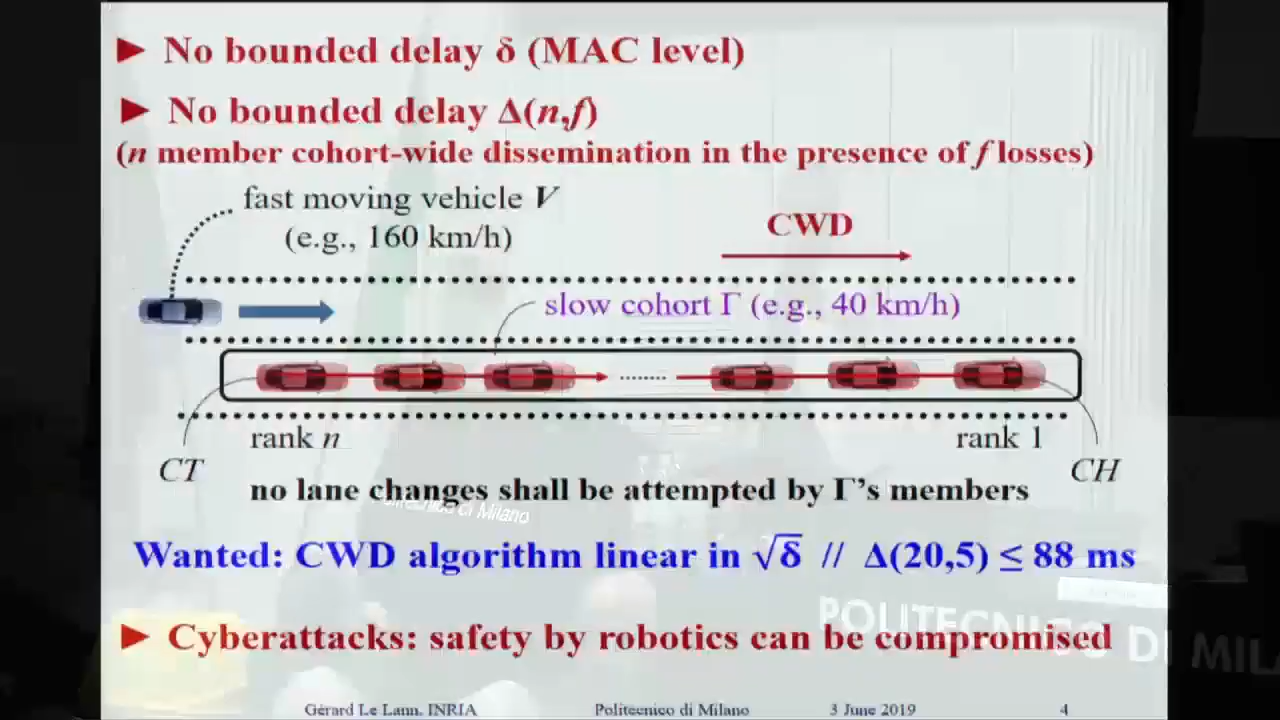 ► No bounded delay δ (MAC level)
► No bounded delay Δ(n,f)
(n member cohort-wide dissemination in the presence of f losses)
fast moving vehicle V
(e.g., 160 km/h)
CWD
slow cohort Γ (e.g., 40 km/h)
rank n
rank 1
CT
CH
no lane changes shall be attempted by Γ's members
Politecnico di Milano
Wanted: CWD algorithm linear in √δ // Δ(20,5) ≤ 88 ms
POLITECNICO DI MILA
► Cyberattacks: safety by robotics can be compromised
Gérard Le Lann, INRIA
Politecnico di Milano
3 June 2019
4